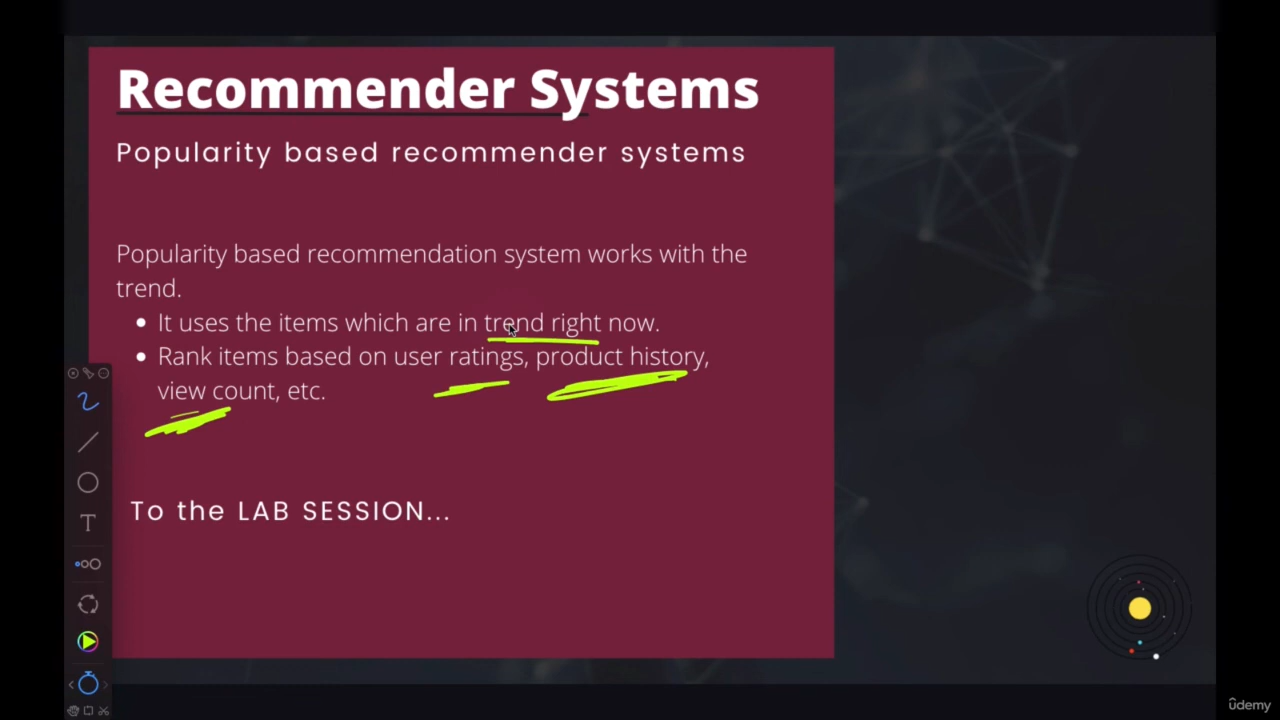 Recommender Systems
Popularity based recommender systems
Popularity based recommendation system works with the
trend.
It uses the items which are in trend right now.
Rank items based on user ratings, product history,
view count, etc.
To the LAB SESSION...
T
ûdemy